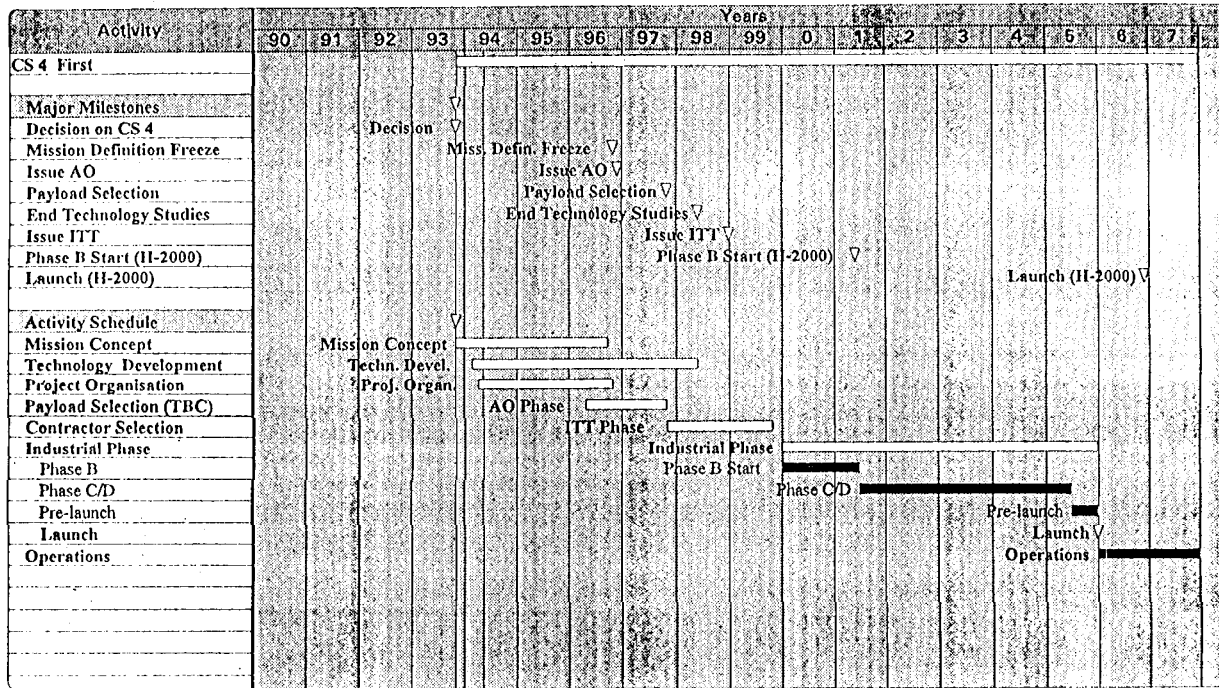 Years
Activity 90 91 92 93 94 95 96 97 98 99 0 1 2 3 4 5 6 7
CS 4 First
Major Milestones
Decision on CS 4 Decision
Mission Definition Freeze Miss. Defin. Freeze
Issue AO Issue AO
Payload Selection Payload Selection
End Technology Studies End Technology Studies
Issue ITT Issue ITT
Phase B Start (H-2000) Phase B Start (H-2000)
Launch (H-2000) Launch (H-2000)
Activity Schedule
Mission Concept Mission Concept
Technology Development Techn. Devel.
Project Organisation Proj. Organ.
Payload Selection (TBC) AO Phase
Contractor Selection ITT Phase
Industrial Phase Industrial Phase
Phase B Phase B Start
Phase C/D Phase C/D
Pre-launch Pre-launch
Launch Launch
Operations Operations